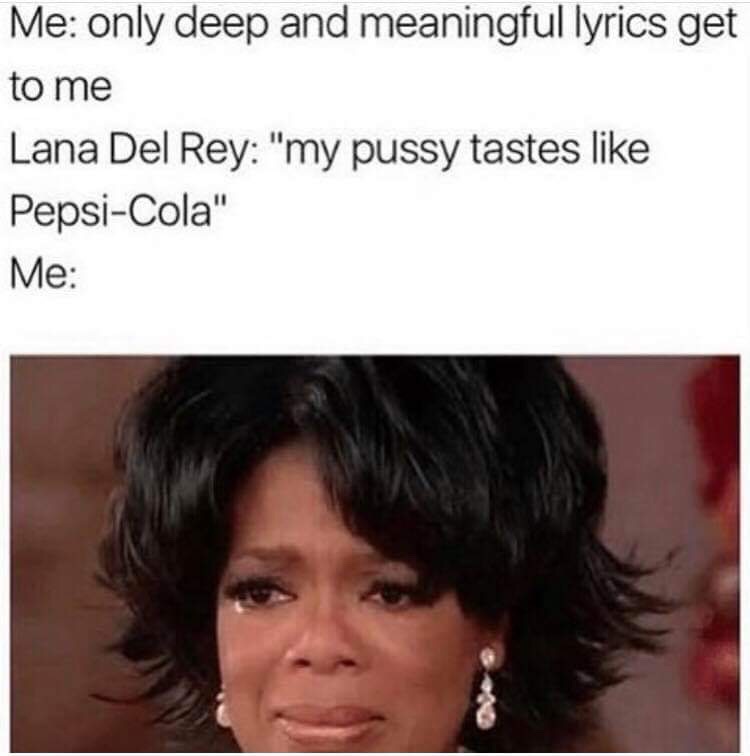 Me: only deep and meaningful lyrics get
to me
Lana Del Rey: "my pussy tastes like
Pepsi-Cola"
Me: